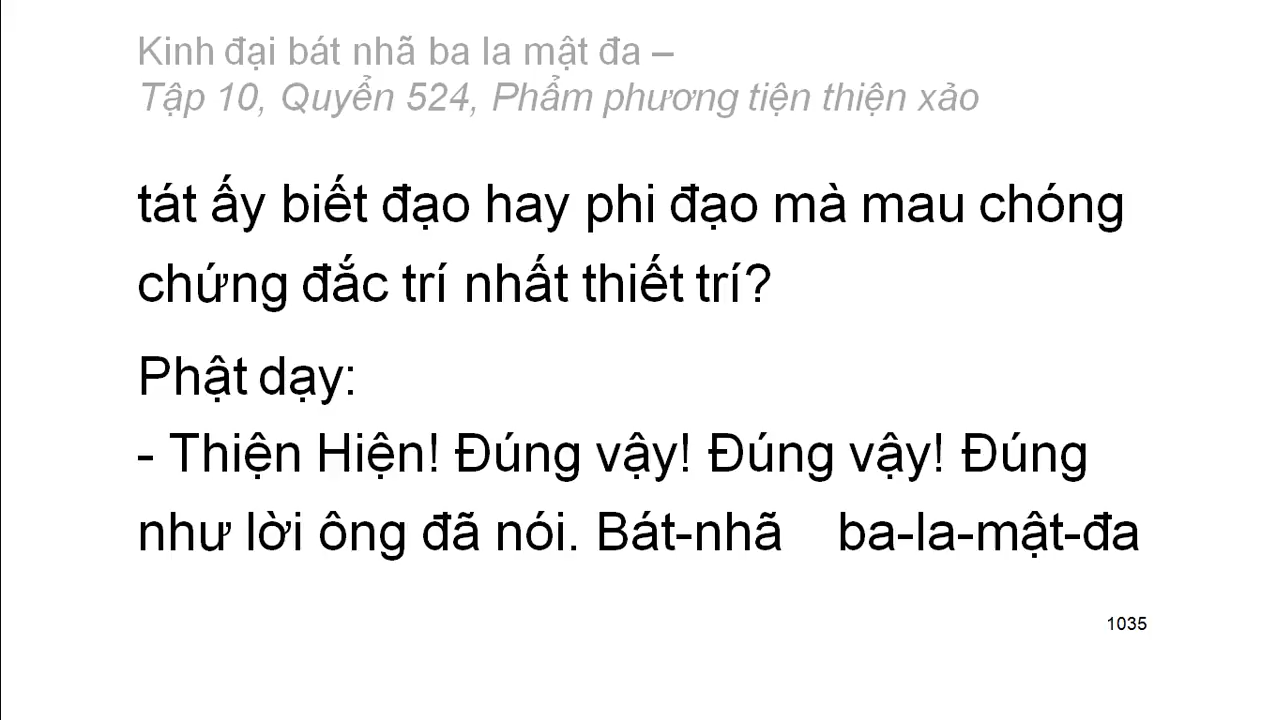 Kinh đại bát nhã ba la mật đa –
Tập 10, Quyển 524, Phẩm phương tiện thiện xảo
tát ấy biết đạo hay phi đạo mà mau chóng
chứng đắc trí nhất thiết trí?
Phật dạy:
- Thiện Hiện! Đúng vậy! Đúng vậy! Đúng
như lời ông đã nói. Bát-nhã ba-la-mật-đa
1035